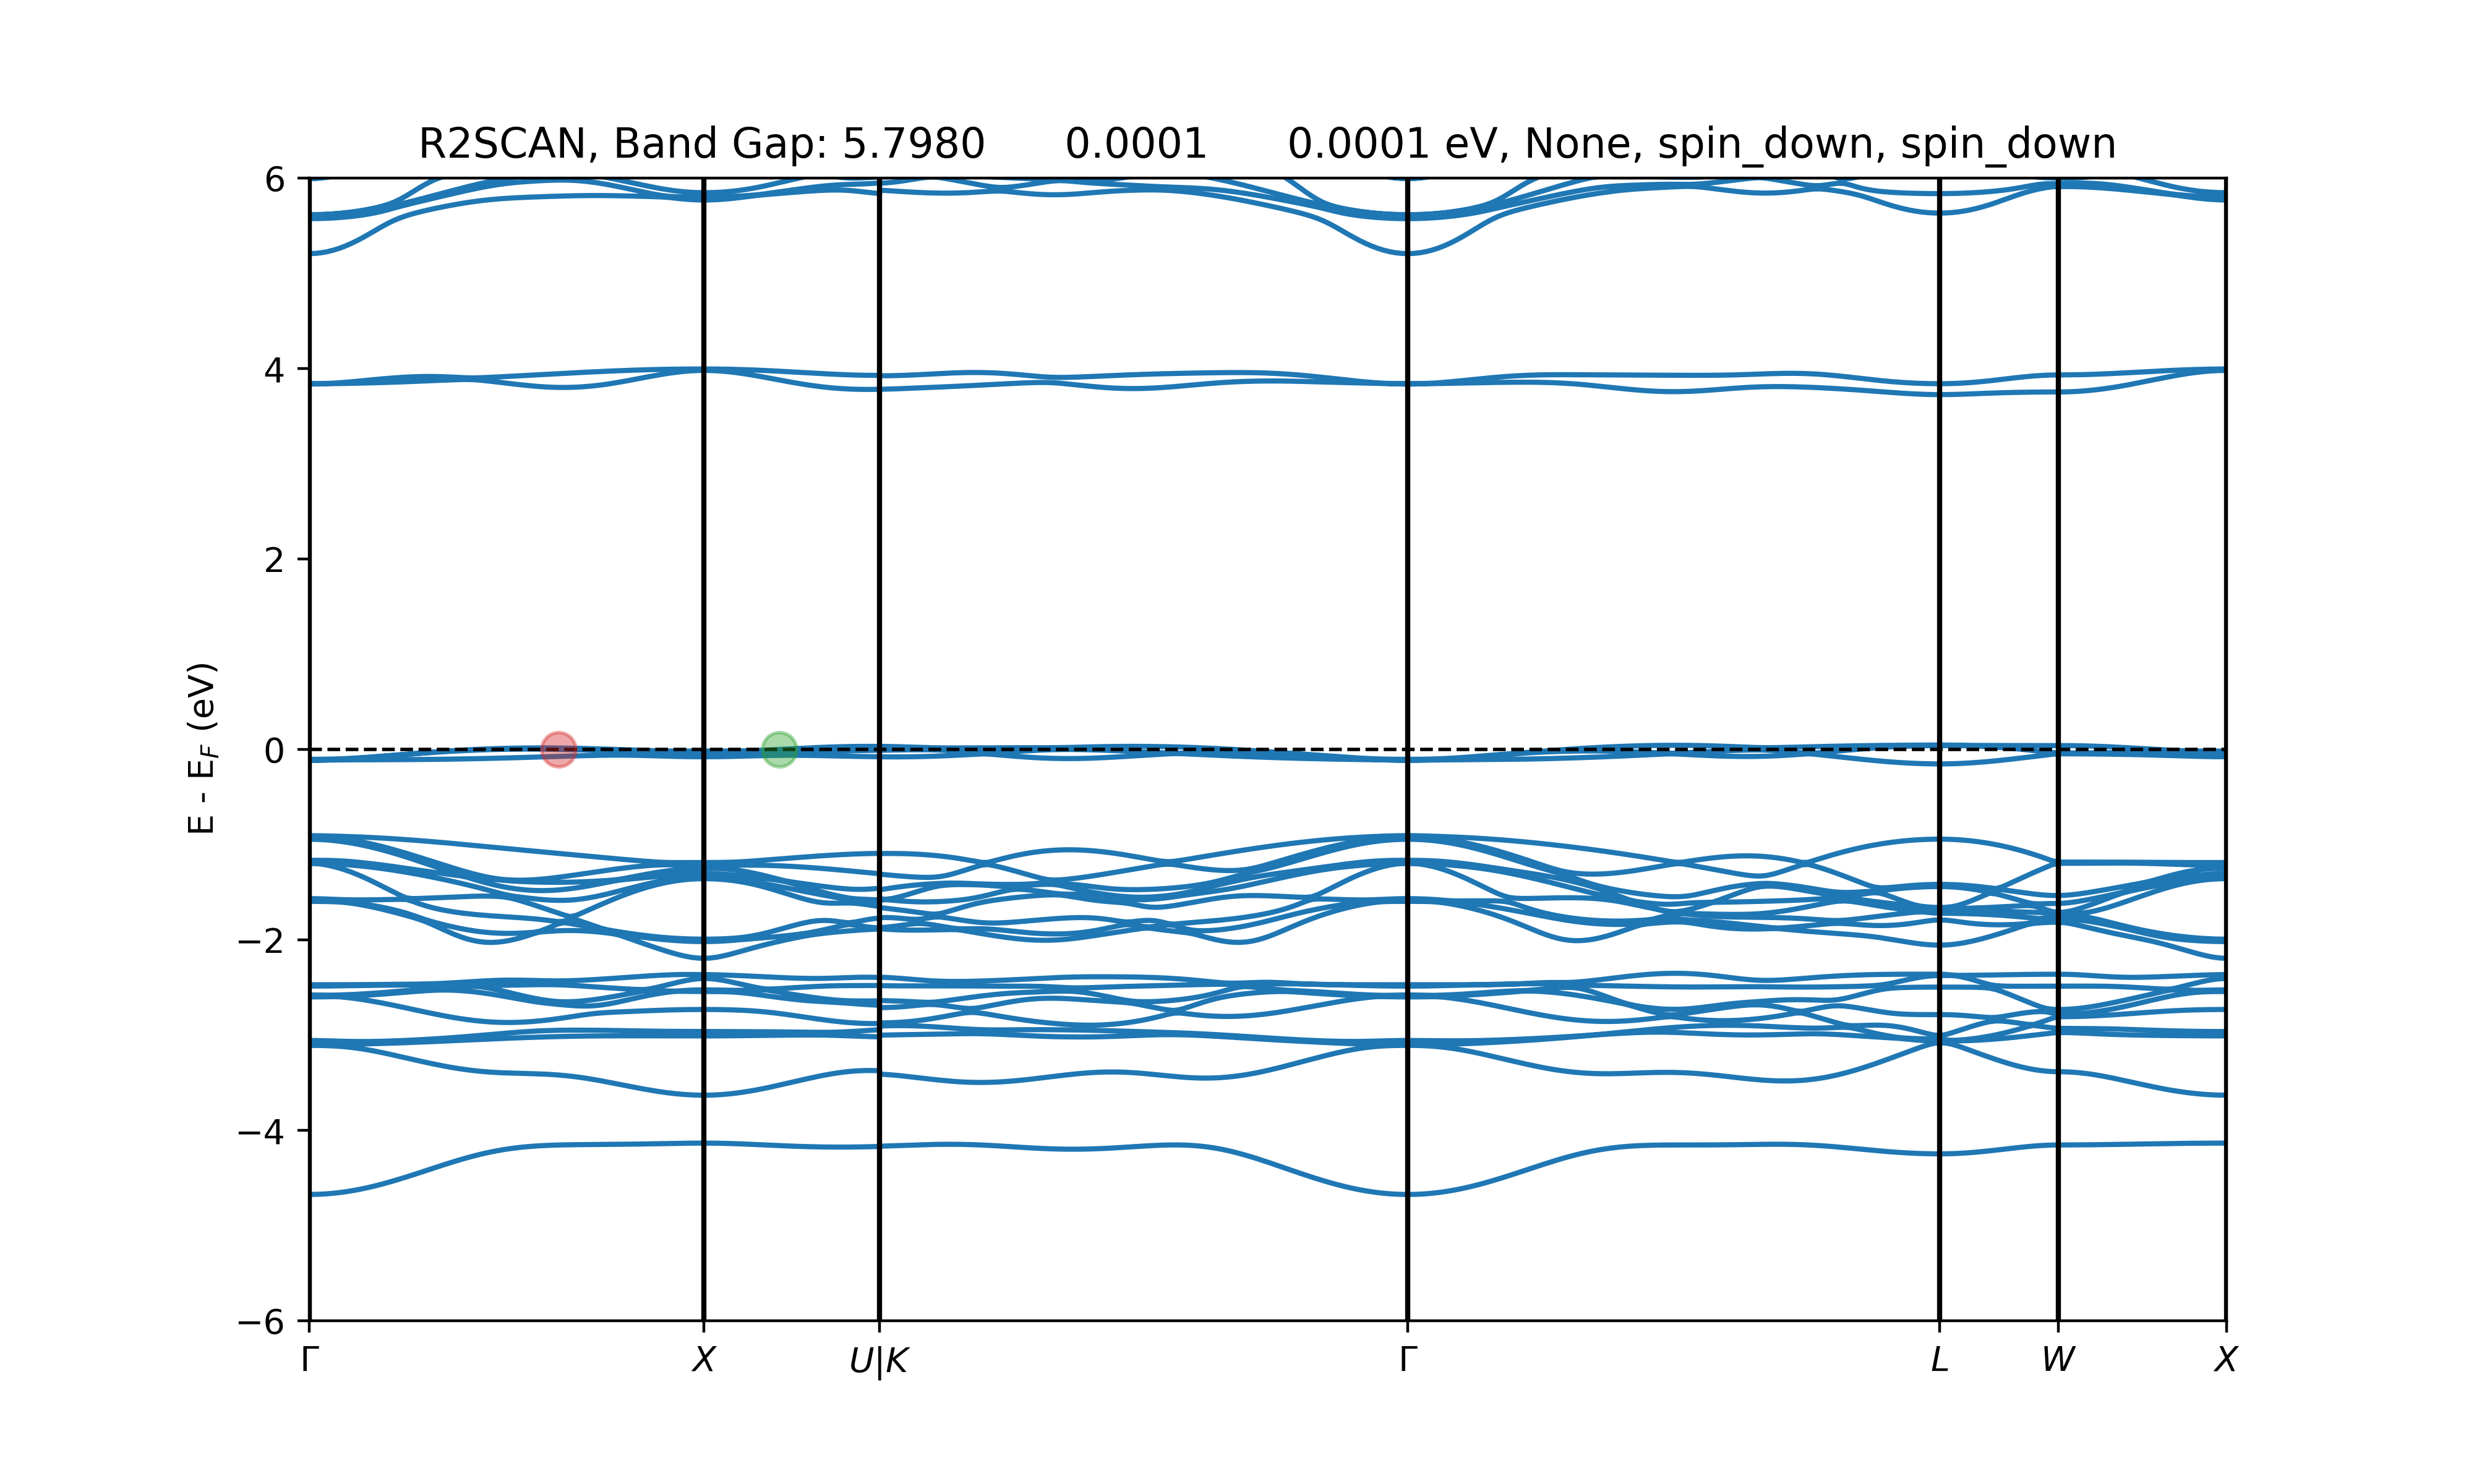 R2SCAN, Band Gap: 5.7980 0.0001 0.0001 eV, None, spin_down, spin_down
6
4
2
0
−2
−4
−6
E - E_F (eV)
Γ X U|K Γ L W X